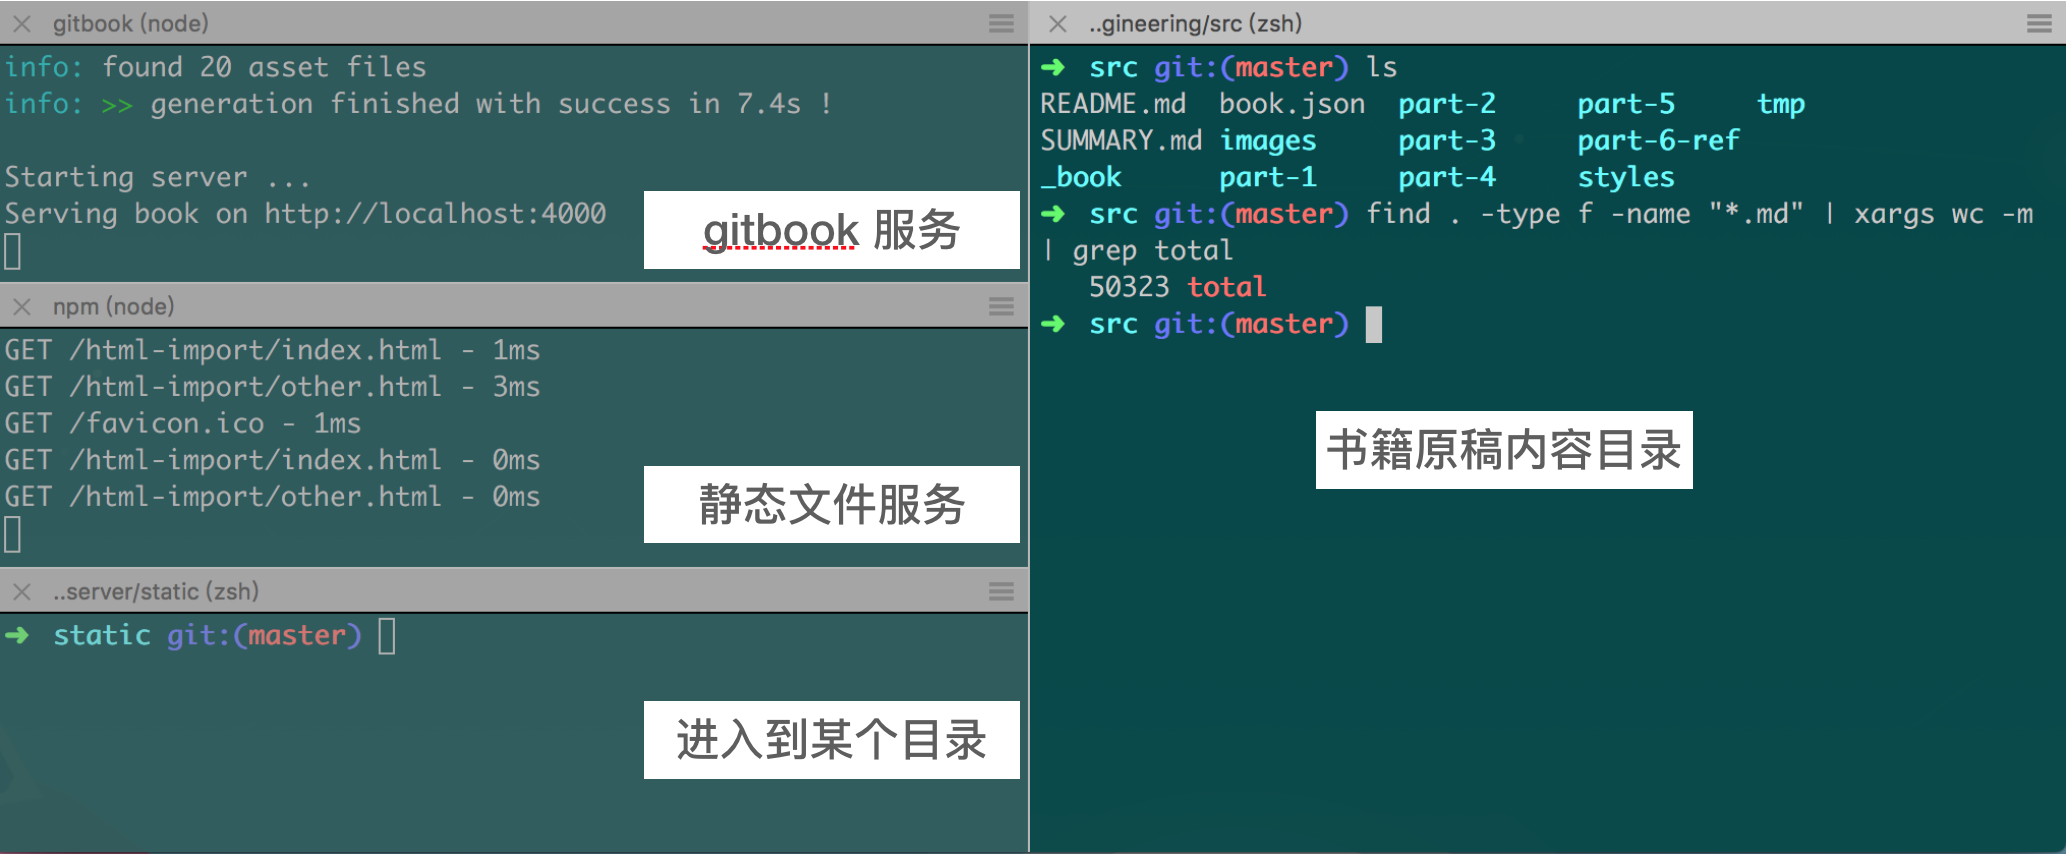 gitbook (node)
info: found 20 asset files
info: >> generation finished with success in 7.4s !
Starting server ...
Serving book on http://localhost:4000
gitbook 服务
npm (node)
GET /html-import/index.html - 1ms
GET /html-import/other.html - 3ms
GET /favicon.ico - 1ms
GET /html-import/index.html - 0ms
GET /html-import/other.html - 0ms
静态文件服务
..server/static (zsh)
➜ static git:(master)
进入到某个目录
..gineering/src (zsh)
➜ src git:(master) ls
README.md book.json part-2 part-5 tmp
SUMMARY.md images part-3 part-6-ref
_book part-1 part-4 styles
➜ src git:(master) find . -type f -name "*.md" | xargs wc -m
| grep total
50323 total
➜ src git:(master)
书籍原稿内容目录